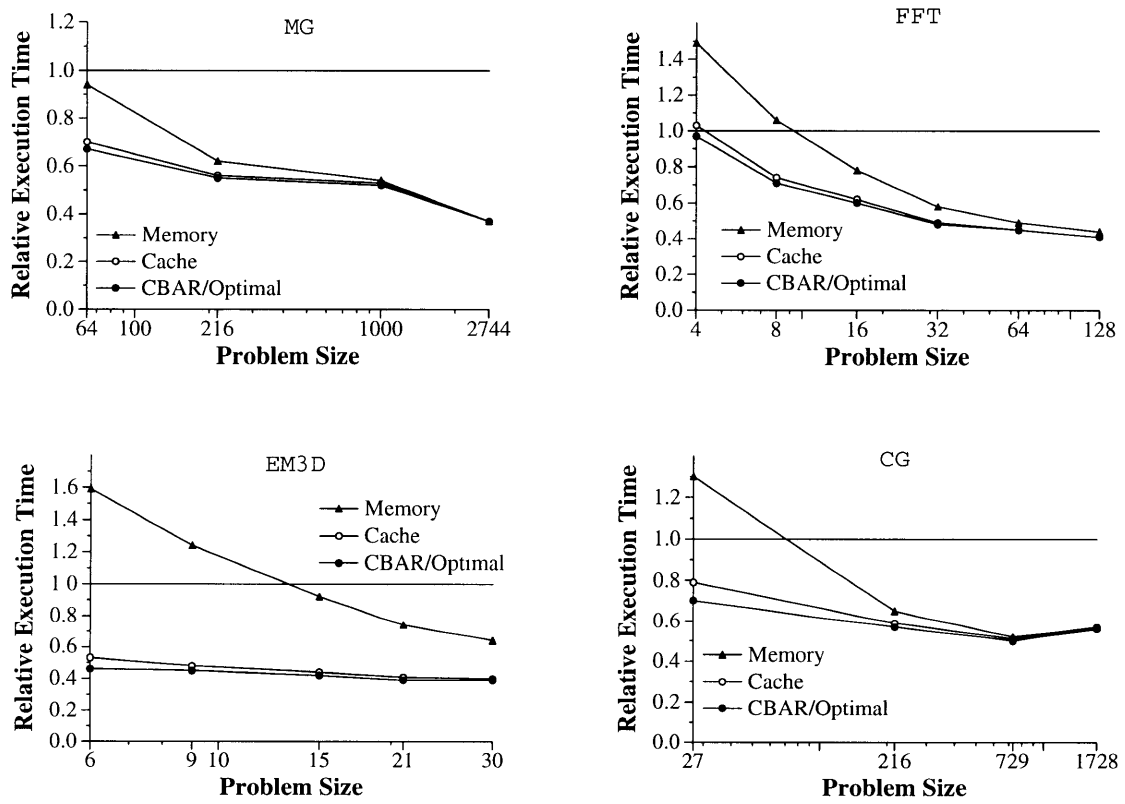 MG
Relative Execution Time
1.2
1.0
0.8
0.6
0.4
0.2
0.0
Memory
Cache
CBAR/Optimal
64 100 216 1000 2744
Problem Size
FFT
Relative Execution Time
1.4
1.2
1.0
0.8
0.6
0.4
0.2
0.0
Memory
Cache
CBAR/Optimal
4 8 16 32 64 128
Problem Size
EM3D
Relative Execution Time
1.6
1.4
1.2
1.0
0.8
0.6
0.4
0.2
0.0
Memory
Cache
CBAR/Optimal
6 9 10 15 21 30
Problem Size
CG
Relative Execution Time
1.2
1.0
0.8
0.6
0.4
0.2
0.0
Memory
Cache
CBAR/Optimal
27 216 729 1728
Problem Size